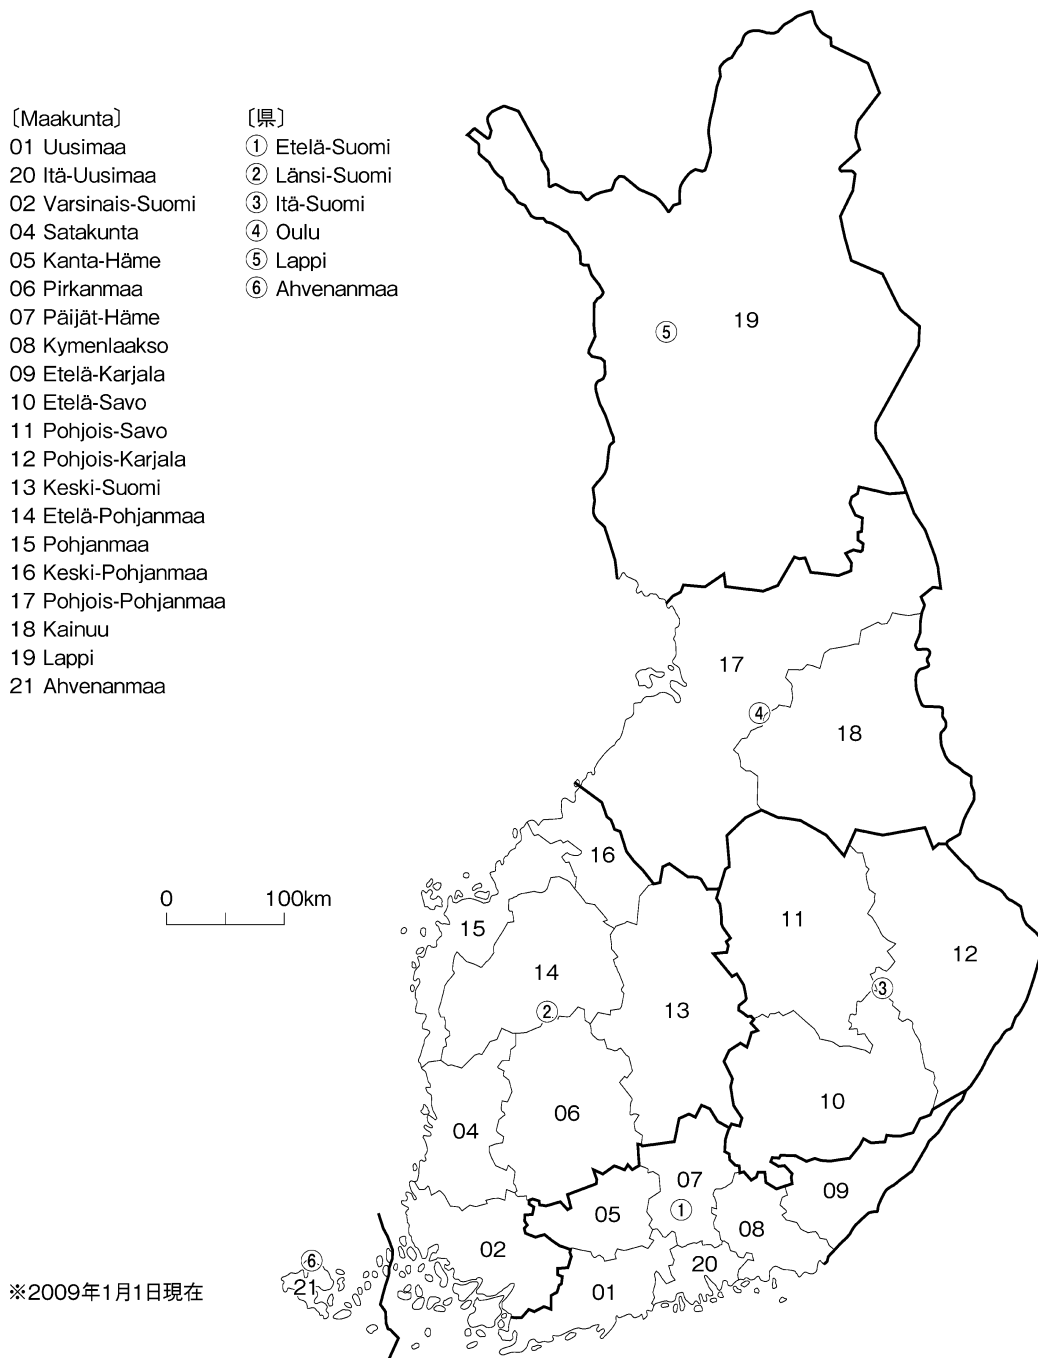 〔Maakunta〕
01 Uusimaa
20 Itä-Uusimaa
02 Varsinais-Suomi
04 Satakunta
05 Kanta-Häme
06 Pirkanmaa
07 Päijät-Häme
08 Kymenlaakso
09 Etelä-Karjala
10 Etelä-Savo
11 Pohjois-Savo
12 Pohjois-Karjala
13 Keski-Suomi
14 Etelä-Pohjanmaa
15 Pohjanmaa
16 Keski-Pohjanmaa
17 Pohjois-Pohjanmaa
18 Kainuu
19 Lappi
21 Ahvenanmaa
〔県〕
① Etelä-Suomi
② Länsi-Suomi
③ Itä-Suomi
④ Oulu
⑤ Lappi
⑥ Ahvenanmaa
19
⑤
17
④
18
16
0 100km
15
11
12
14
③
②
13
10
06
04
07
09
①
05
08
02
20
⑥
21
01
※2009年1月1日現在